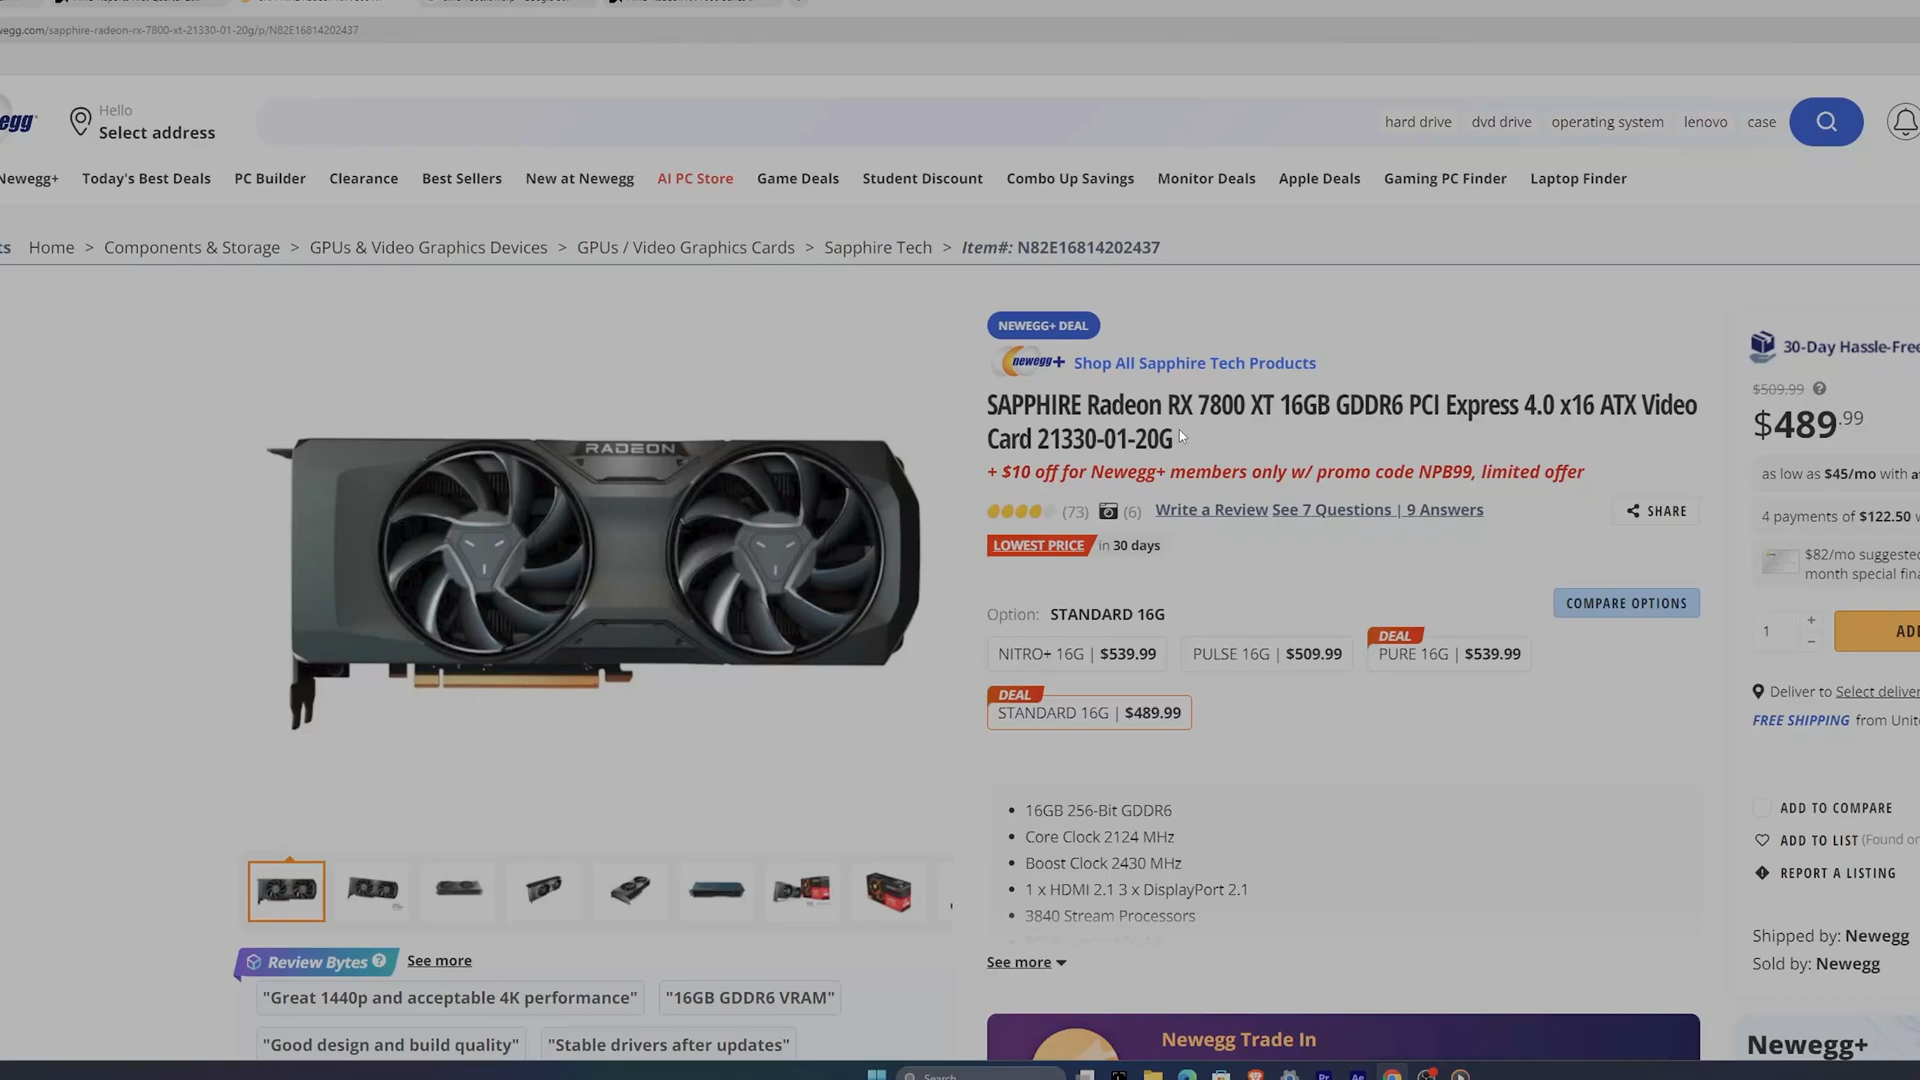 wegg.com/sapphire-radeon-rx-7800-xt-21330-01-20g/p/N82E16814202437
egg
Hello
Select address
hard drive dvd drive operating system lenovo case
Newegg+ Today's Best Deals PC Builder Clearance Best Sellers New at Newegg AI PC Store Game Deals Student Discount Combo Up Savings Monitor Deals Apple Deals Gaming PC Finder Laptop Finder
ts Home > Components & Storage > GPUs & Video Graphics Devices > GPUs / Video Graphics Cards > Sapphire Tech > Item#: N82E16814202437
RADEON
NEWEGG+ DEAL
newegg+ Shop All Sapphire Tech Products
SAPPHIRE Radeon RX 7800 XT 16GB GDDR6 PCI Express 4.0 x16 ATX Video
Card 21330-01-20G
+ $10 off for Newegg+ members only w/ promo code NPB99, limited offer
(73) (6) Write a Review See 7 Questions | 9 Answers
SHARE
LOWEST PRICE in 30 days
Option: STANDARD 16G
COMPARE OPTIONS
NITRO+ 16G | $539.99
PULSE 16G | $509.99
DEAL
PURE 16G | $539.99
DEAL
STANDARD 16G | $489.99
• 16GB 256-Bit GDDR6
• Core Clock 2124 MHz
• Boost Clock 2430 MHz
• 1 x HDMI 2.1 3 x DisplayPort 2.1
• 3840 Stream Processors
See more
Newegg Trade In
30-Day Hassle-Free
$509.99 ?
$489.99
as low as $45/mo with
4 payments of $122.50
$82/mo suggested
month special
1 + −
ADD
Deliver to Select
FREE SHIPPING from
ADD TO COMPARE
ADD TO LIST (Found
REPORT A LISTING
Shipped by: Newegg
Sold by: Newegg
Newegg+
Review Bytes ? See more
"Great 1440p and acceptable 4K performance" "16GB GDDR6 VRAM"
"Good design and build quality" "Stable drivers after updates"
Search
Pr
Ae